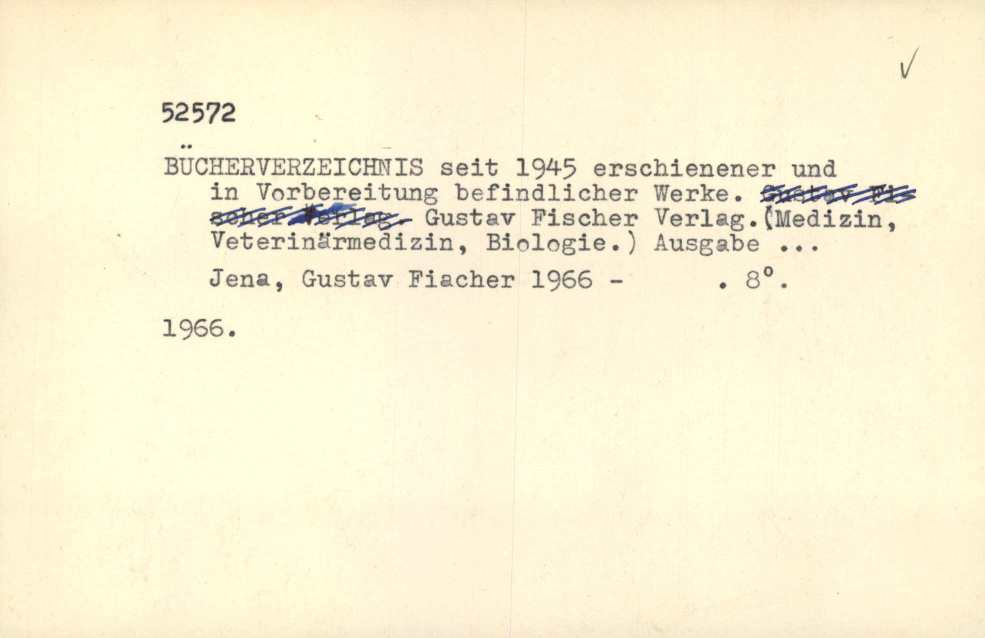 52572
BÜCHERVERZEICHNIS seit 1945 erschienener und
in Vorbereitung befindlicher Werke. Gustav Fi
scher Verlag. Gustav Fischer Verlag.(Medizin,
Veterinärmedizin, Biologie.) Ausgabe ...
Jena, Gustav Fiacher 1966 - . 8°.
1966.